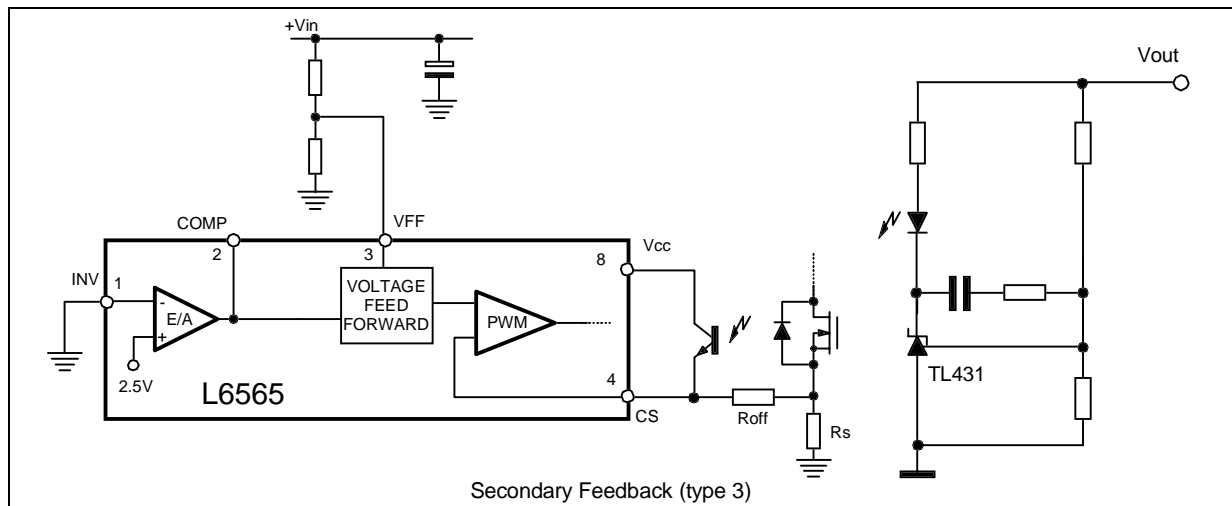 +Vin
Vout
COMP
VFF
2
3
Vcc
8
INV
1
VOLTAGE
FEED
FORWARD
-
E/A
+
PWM
2.5V
L6565
4
CS
Roff
Rs
TL431
Secondary Feedback (type 3)